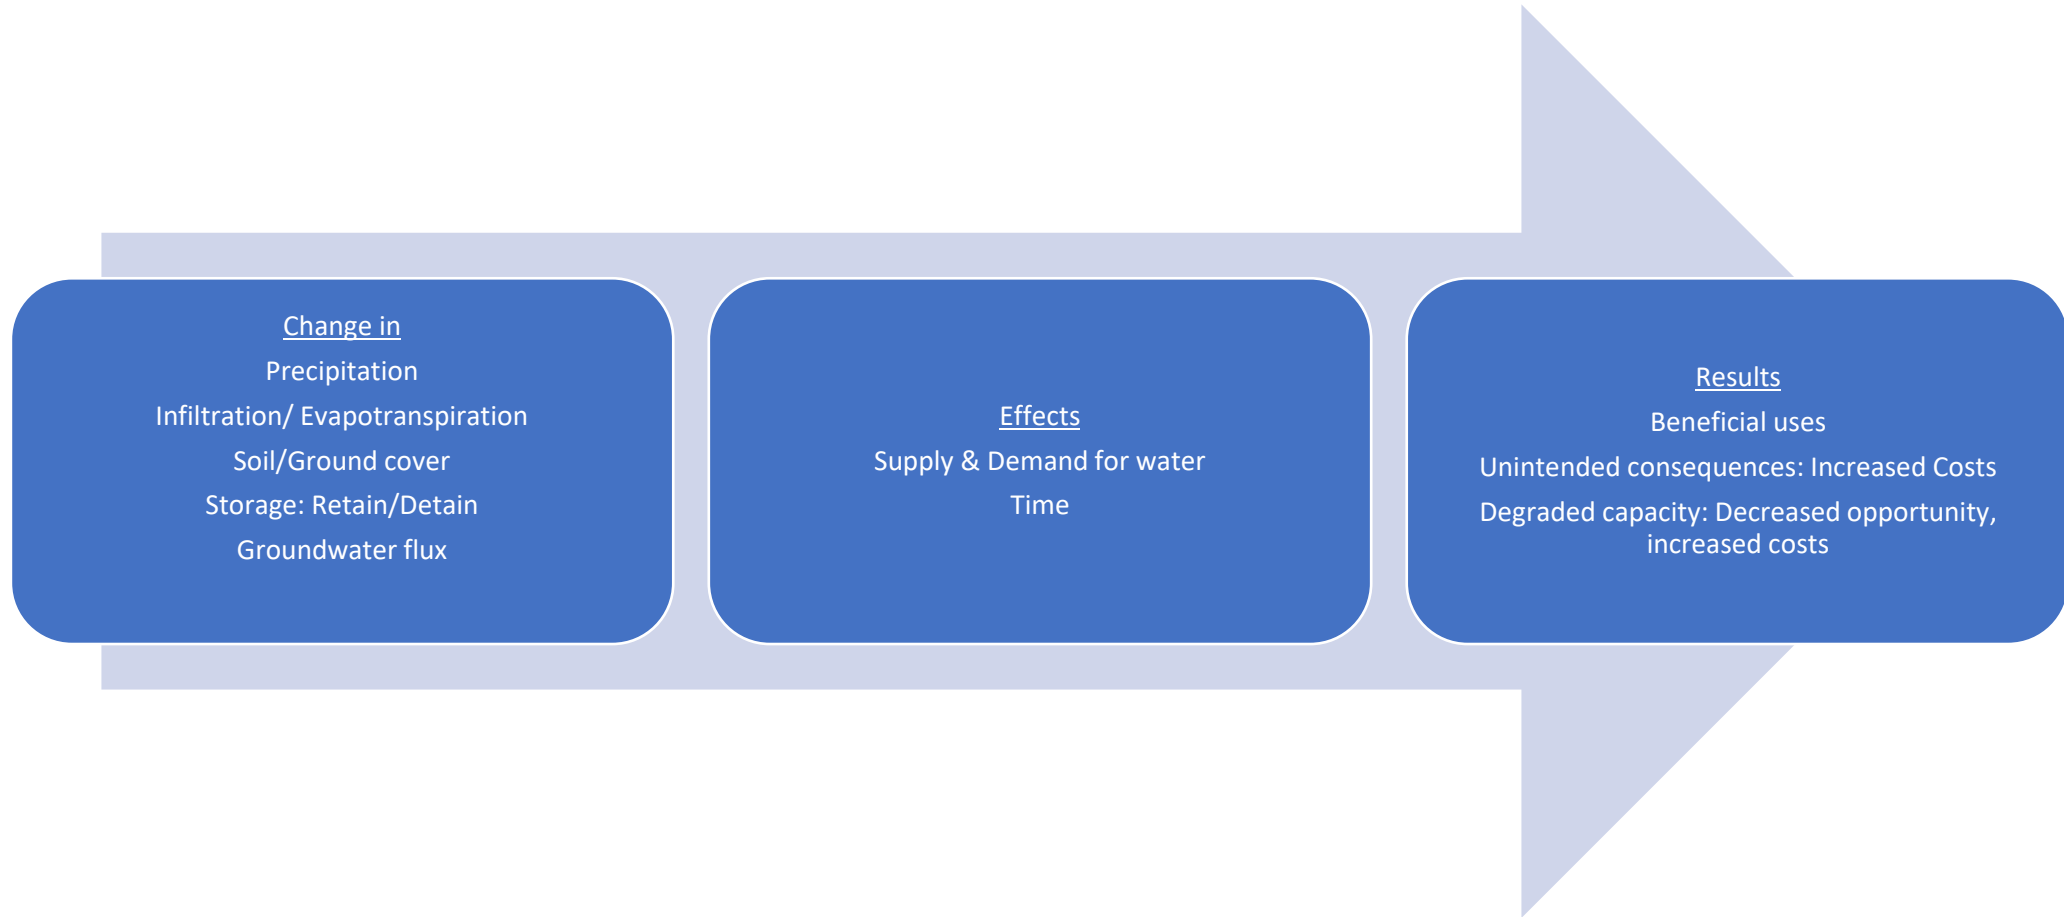 Change in
Precipitation
Infiltration/ Evapotranspiration
Soil/Ground cover
Storage: Retain/Detain
Groundwater flux
Effects
Supply & Demand for water
Time
Results
Beneficial uses
Unintended consequences: Increased Costs
Degraded capacity: Decreased opportunity,
increased costs